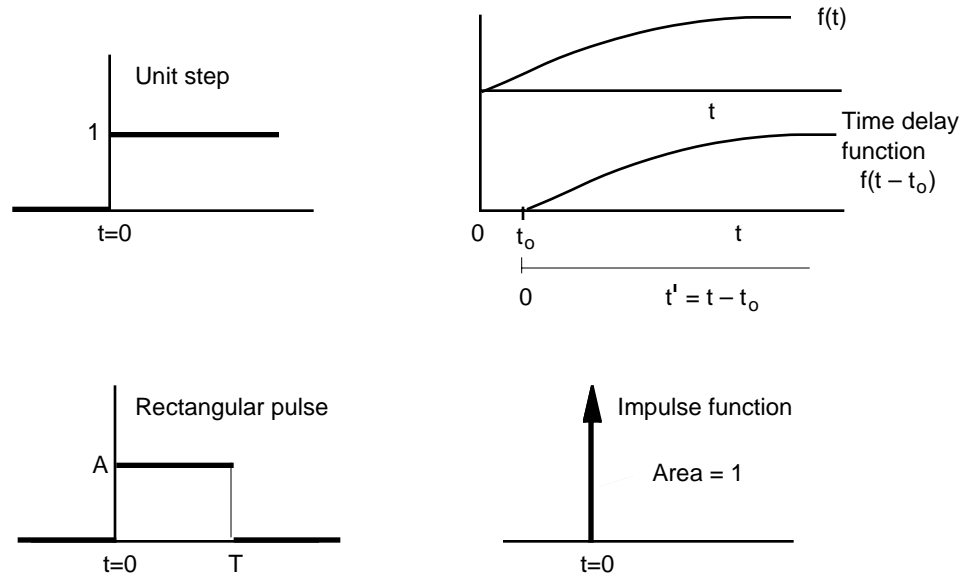 Unit step
1
t=0
f(t)
t
Time delay
function
f(t – tₒ)
0
tₒ
t
0
t' = t – tₒ
Rectangular pulse
A
t=0
T
Impulse function
Area = 1
t=0